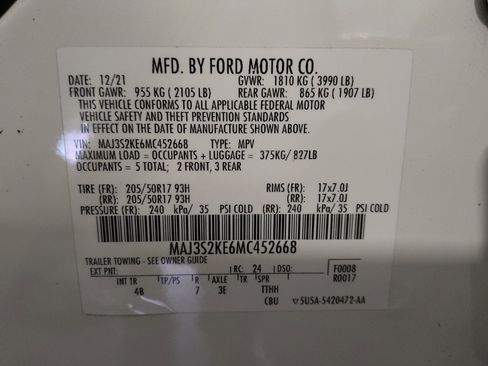 MFD. BY FORD MOTOR CO.
DATE: 12/21 GVWR: 1810 KG (3990 LB)
FRONT GAWR: 955 KG (2105 LB) REAR GAWR: 865 KG (1907 LB)
THIS VEHICLE CONFORMS TO ALL APPLICABLE FEDERAL MOTOR
VEHICLE SAFETY AND THEFT PREVENTION STANDARDS
IN EFFECT ON THE DATE OF MANUFACTURE SHOWN ABOVE.
VIN: MAJ3S2KE6MC452668 TYPE: MPV
MAXIMUM LOAD = OCCUPANTS + LUGGAGE = 375KG/ 827LB
OCCUPANTS = 5 TOTAL; 2 FRONT, 3 REAR
TIRE (FR): 205/50R17 93H RIMS (FR): 17x7.0J
(RR): 205/50R17 93H (RR): 17x7.0J
PRESSURE (FR): 240 kPa/ 35 PSI COLD (RR): 240 kPa/ 35 PSI COLD
MAJ3S2KE6MC452668
TRAILER TOWING - SEE OWNER GUIDE
EXT PNT: RC: 24 DSO: F0008
R0017
INT TR TP/PS R AXLE TR SPR
4B 7 3E TTHH
CBU ▽5U5A-5420472-AA